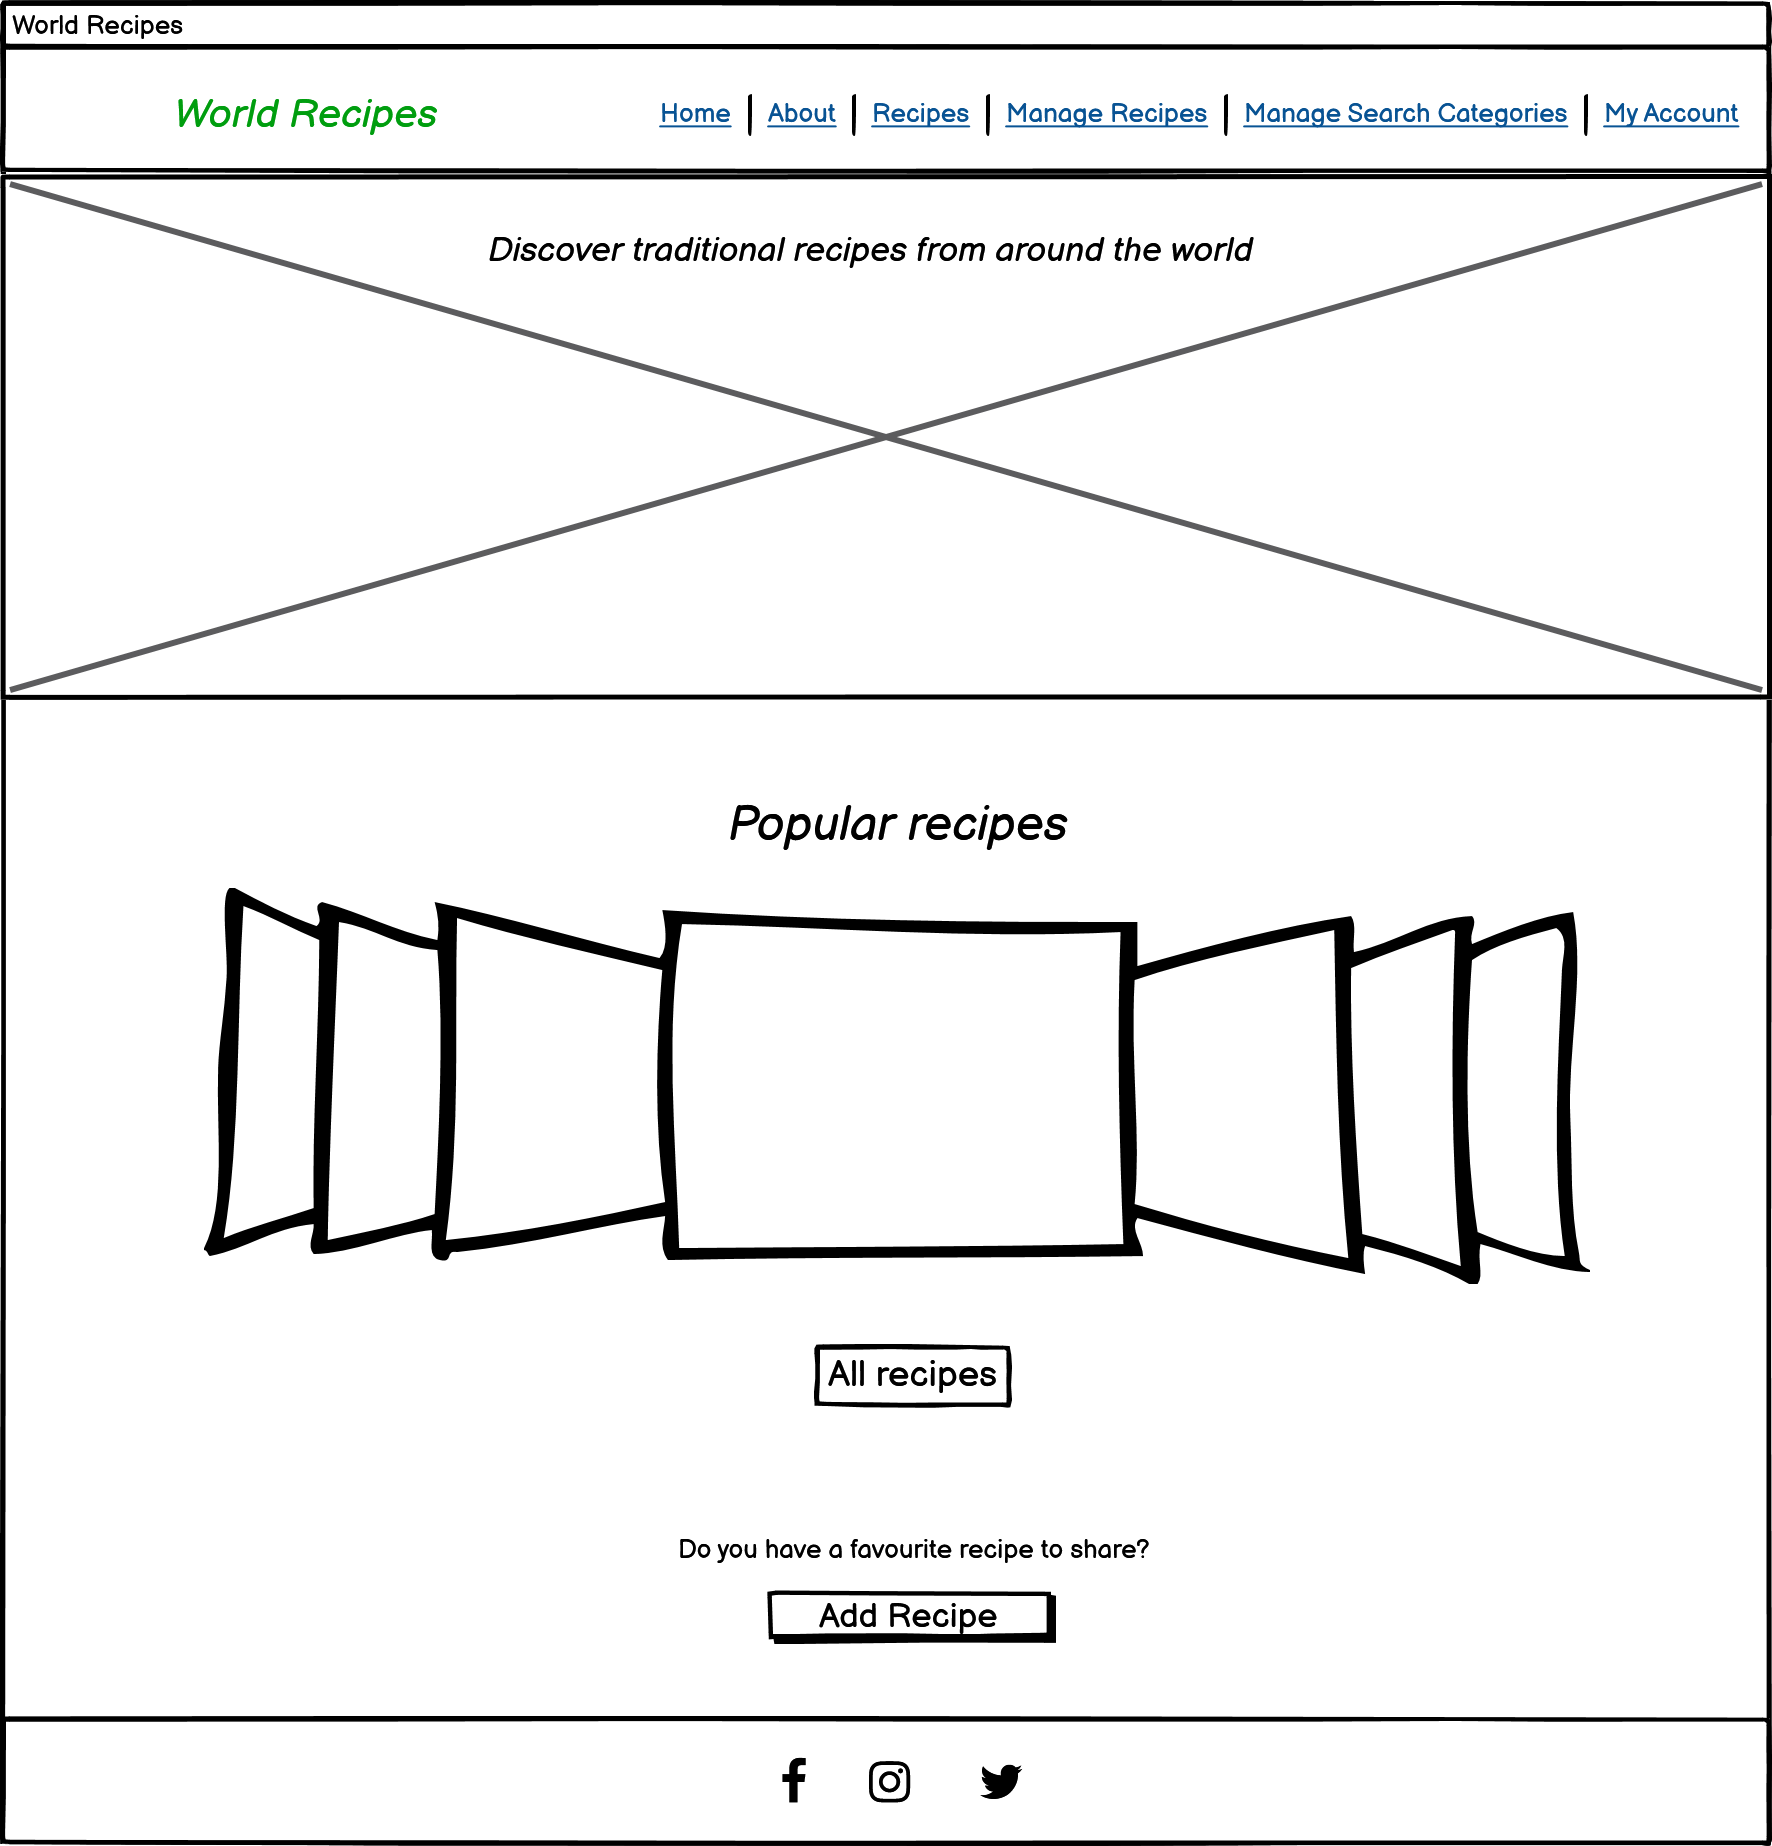 World Recipes
World Recipes
Home About Recipes Manage Recipes Manage Search Categories My Account
Discover traditional recipes from around the world
Popular recipes
All recipes
Do you have a favourite recipe to share?
Add Recipe